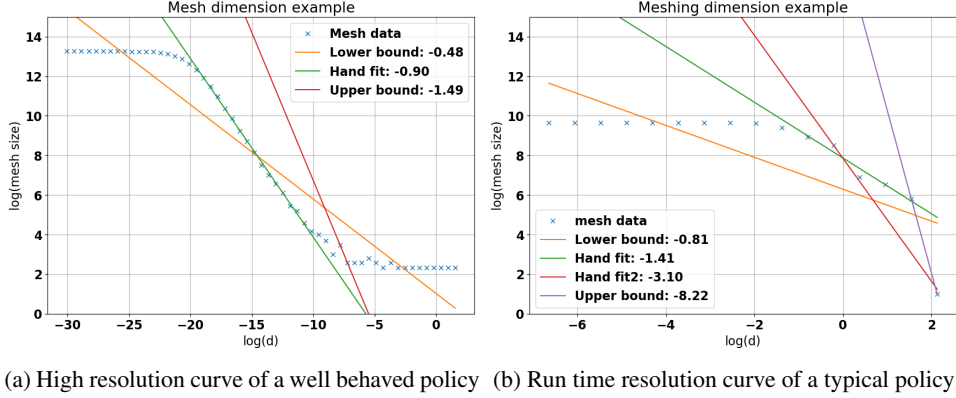 Mesh dimension example
log(mesh size)
14
12
10
8
6
4
2
0
Mesh data
Lower bound: -0.48
Hand fit: -0.90
Upper bound: -1.49
−30 −25 −20 −15 −10 −5 0
log(d)
(a) High resolution curve of a well behaved policy
Meshing dimension example
log(mesh size)
14
12
10
8
6
4
2
0
mesh data
Lower bound: -0.81
Hand fit: -1.41
Hand fit2: -3.10
Upper bound: -8.22
−6 −4 −2 0 2
log(d)
(b) Run time resolution curve of a typical policy